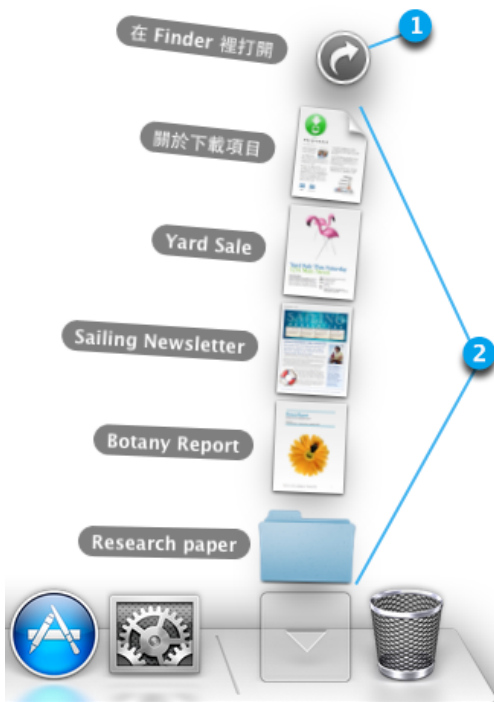 在 Finder 裡打開
1
關於下載項目
Yard Sale
Sailing Newsletter
2
Botany Report
Research paper